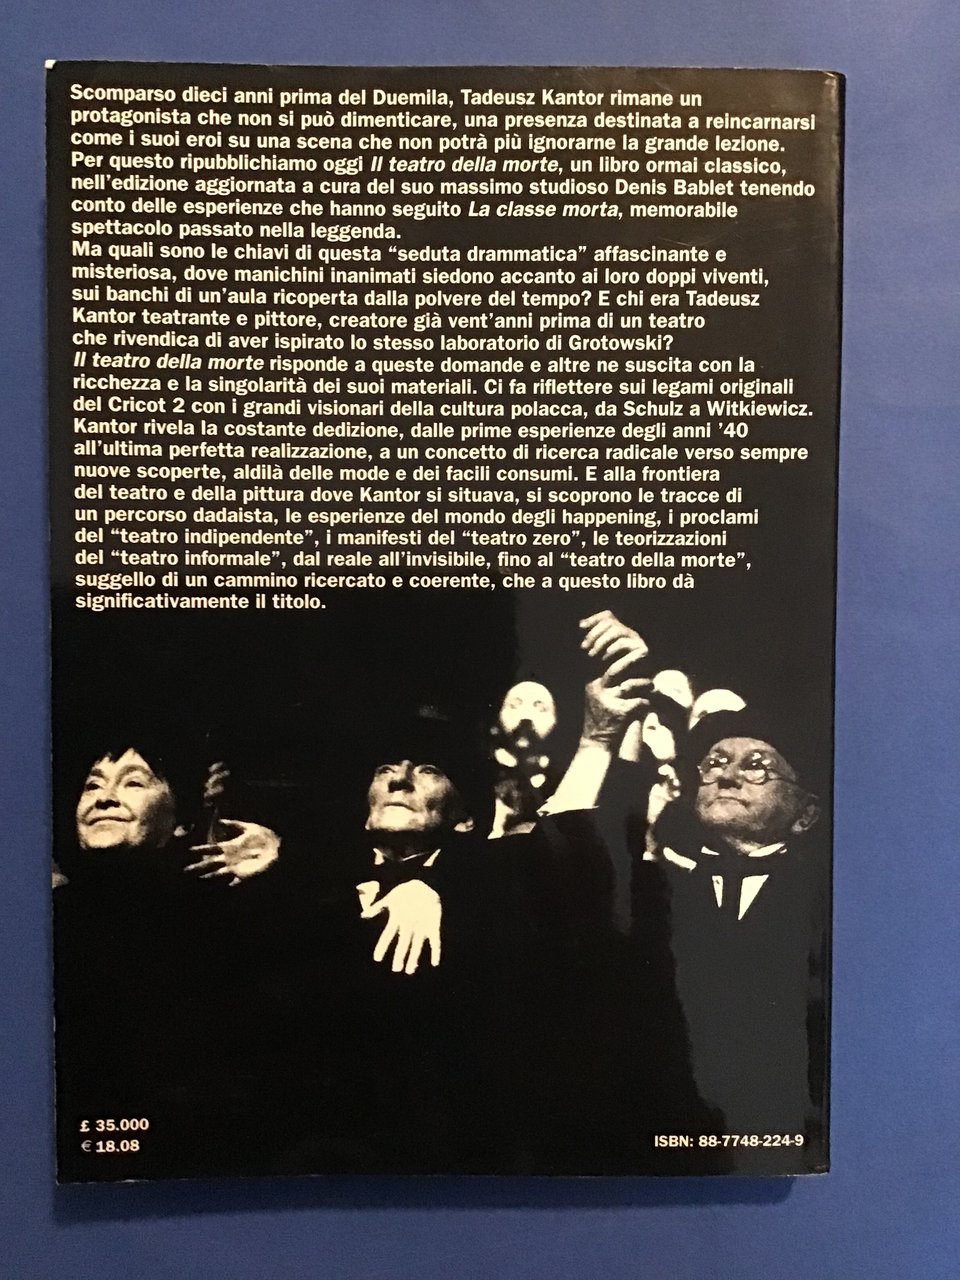 Scomparso dieci anni prima del Duemila, Tadeusz Kantor rimane un
protagonista che non si può dimenticare, una presenza destinata a reincarnarsi
come i suoi eroi su una scena che non potrà più ignorarne la grande lezione.
Per questo ripubblichiamo oggi Il teatro della morte, un libro ormai classico,
nell'edizione aggiornata a cura del suo massimo studioso Denis Bablet tenendo
conto delle esperienze che hanno seguito La classe morta, memorabile
spettacolo passato nella leggenda.
Ma quali sono le chiavi di questa “seduta drammatica” affascinante e
misteriosa, dove manichini inanimati siedono accanto ai loro doppi viventi,
sui banchi di un'aula ricoperta dalla polvere del tempo? E chi era Tadeusz
Kantor teatrante e pittore, creatore già vent'anni prima di un teatro
che rivendica di aver ispirato lo stesso laboratorio di Grotowski?
Il teatro della morte risponde a queste domande e altre ne suscita con la
ricchezza e la singolarità dei suoi materiali. Ci fa riflettere sui legami originali
del Cricot 2 con i grandi visionari della cultura polacca, da Schulz a Witkiewicz.
Kantor rivela la costante dedizione, dalle prime esperienze degli anni '40
all'ultima perfetta realizzazione, a un concetto di ricerca radicale verso sempre
nuove scoperte, aldilà delle mode e dei facili consumi. E alla frontiera
del teatro e della pittura dove Kantor si situava, si scoprono le tracce di
un percorso dadaista, le esperienze del mondo degli happening, i proclami
del “teatro indipendente”, i manifesti del “teatro zero”, le teorizzazioni
del “teatro informale”, dal reale all'invisibile, fino al “teatro della morte”,
suggello di un cammino ricercato e coerente, che a questo libro dà
significativamente il titolo.
£ 35.000
€ 18.08
ISBN: 88-7748-224-9